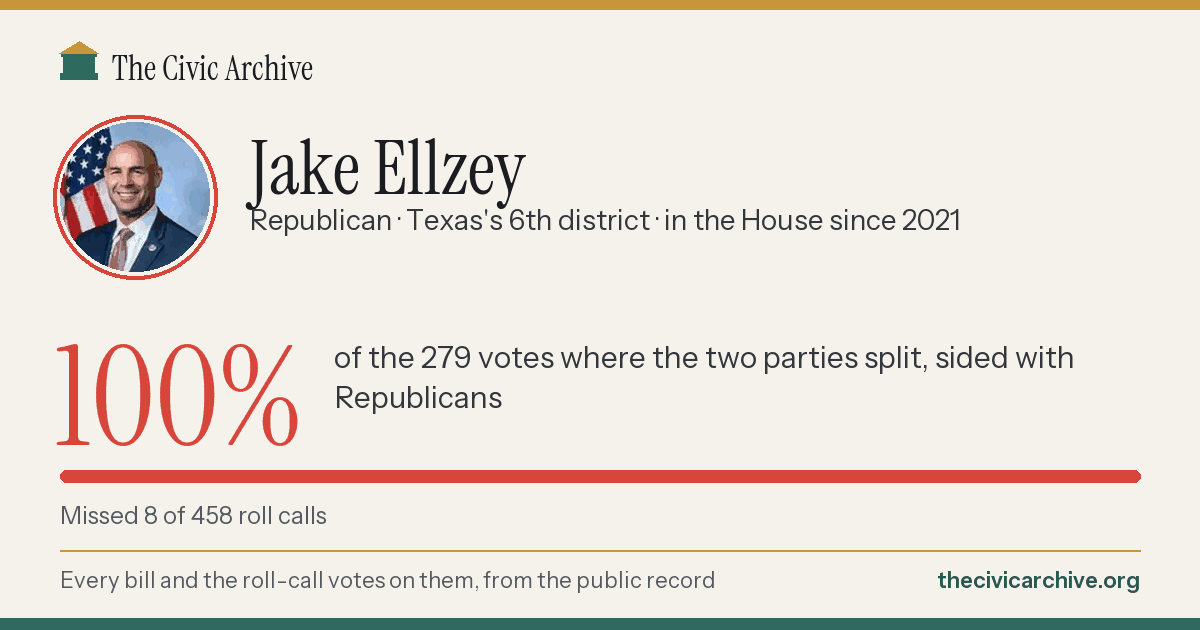 The Civic Archive
Jake Ellzey
Republican · Texas's 6th district · in the House since 2021
100%
of the 279 votes where the two parties split, sided with
Republicans
Missed 8 of 458 roll calls
Every bill and the roll-call votes on them, from the public record
thecivicarchive.org